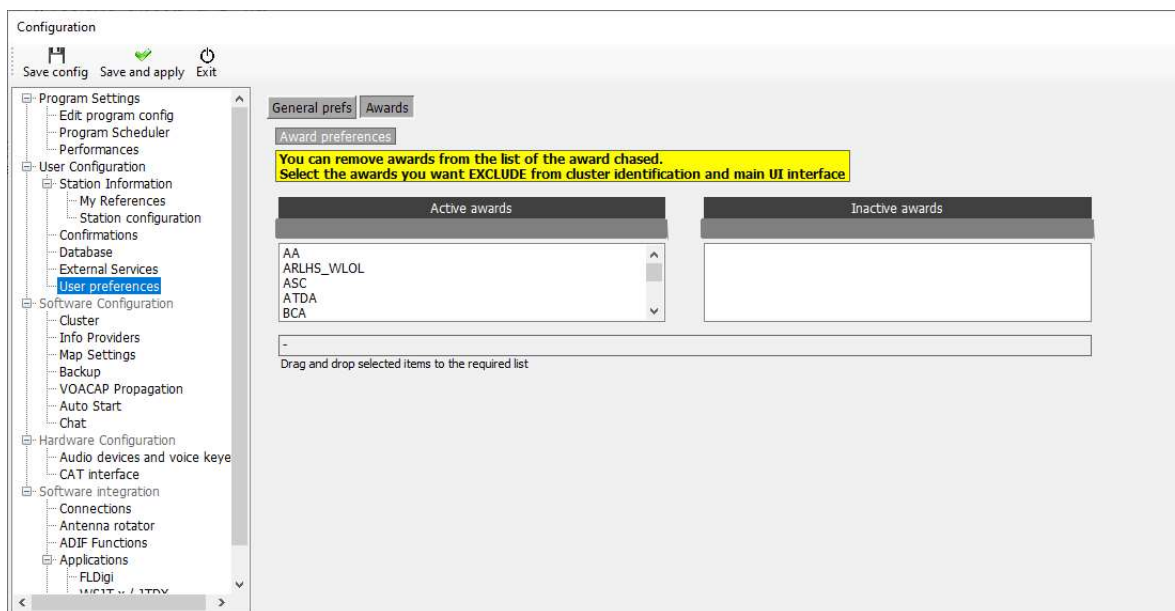 Configuration
Save config Save and apply Exit
Program Settings
Edit program config
Program Scheduler
Performances
User Configuration
Station Information
My References
Station configuration
Confirmations
Database
External Services
User preferences
Software Configuration
Cluster
Info Providers
Map Settings
Backup
VOACAP Propagation
Auto Start
Chat
Hardware Configuration
Audio devices and voice keye
CAT interface
Software integration
Connections
Antenna rotator
ADIF Functions
Applications
FLDigi
WSJT-x / JTDX
General prefs Awards
Award preferences
You can remove awards from the list of the award chased.
Select the awards you want EXCLUDE from cluster identification and main UI interface
Active awards
AA
ARLHS_WLOL
ASC
ATDA
BCA
Inactive awards
-
Drag and drop selected items to the required list